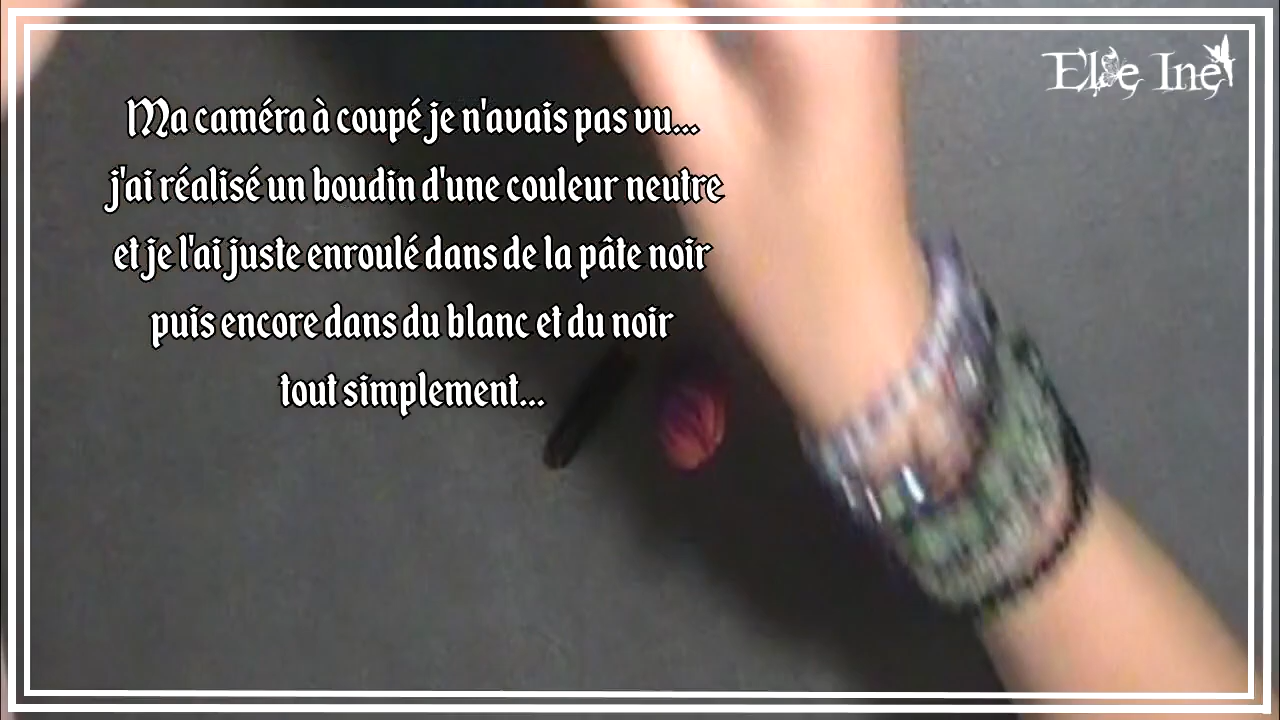 Else Ine
Ma caméra à coupé je n'avais pas vu...
j'ai réalisé un boudin d'une couleur neutre
et je l'ai juste enroulé dans de la pâte noir
puis encore dans du blanc et du noir
tout simplement...